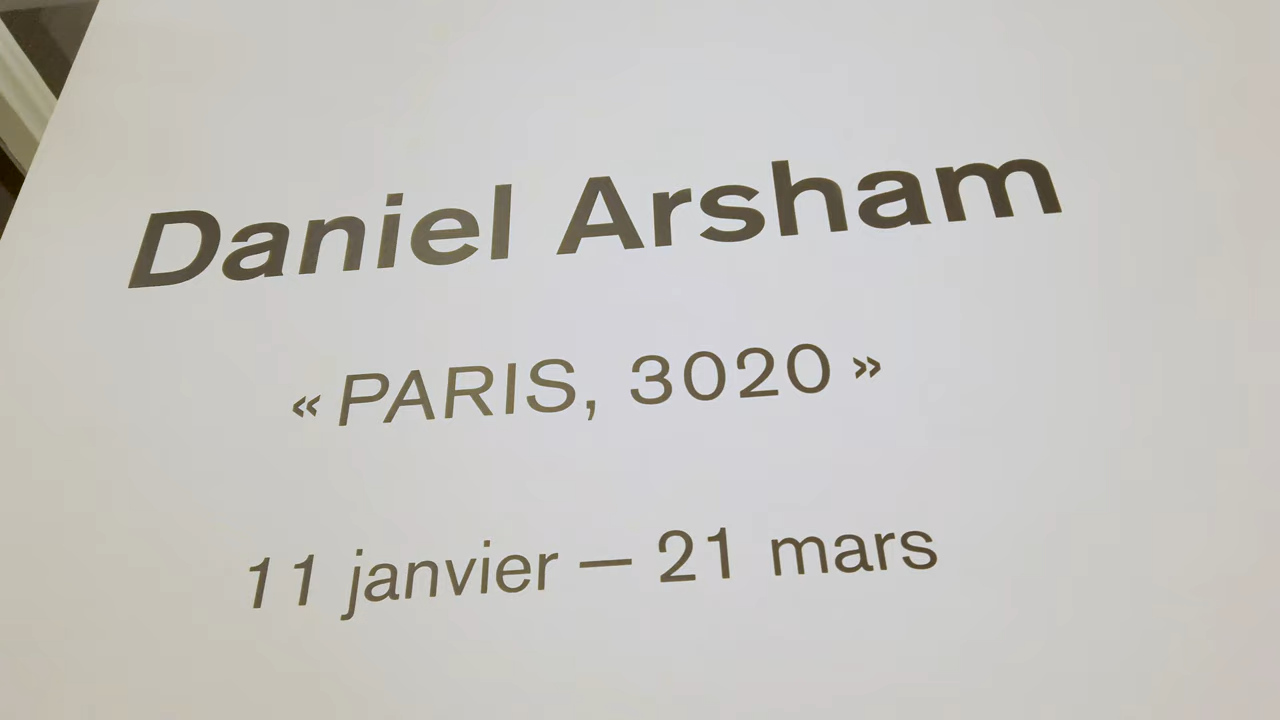 Daniel Arsham
« PARIS, 3020 »
11 janvier — 21 mars